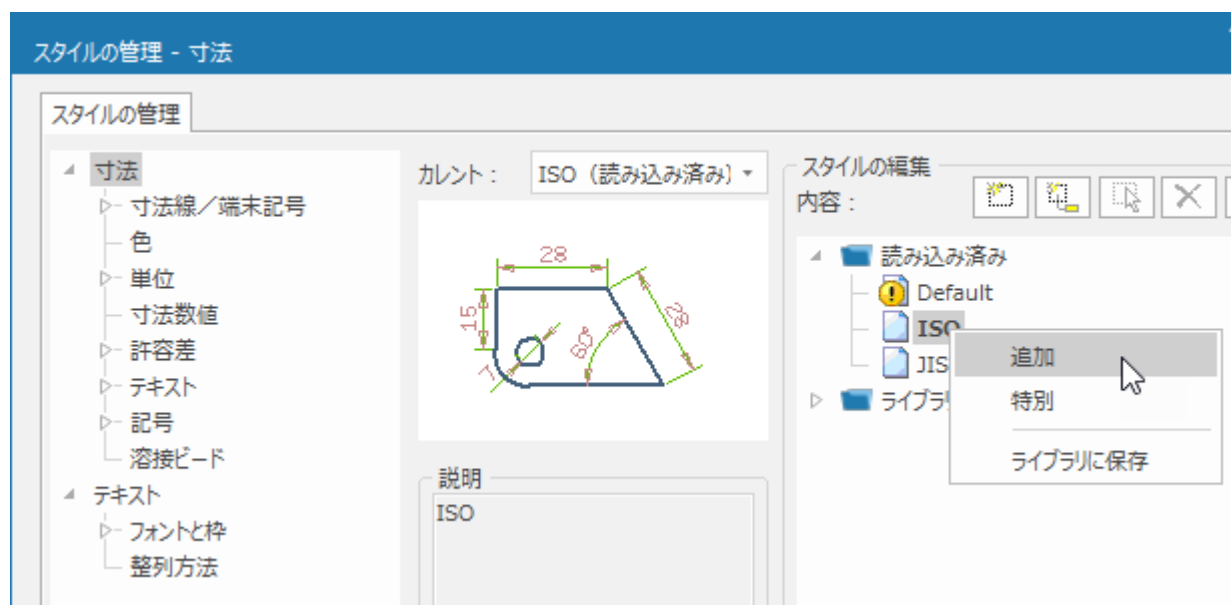 スタイルの管理 - 寸法
スタイルの管理
寸法
寸法線／端末記号
色
単位
寸法数値
許容差
テキスト
記号
溶接ビード
テキスト
フォントと枠
整列方法
カレント：
ISO（読み込み済み）
28
15
7
60°
説明
ISO
スタイルの編集
内容：
読み込み済み
Default
ISO
JIS
ライブラリ
追加
特別
ライブラリに保存